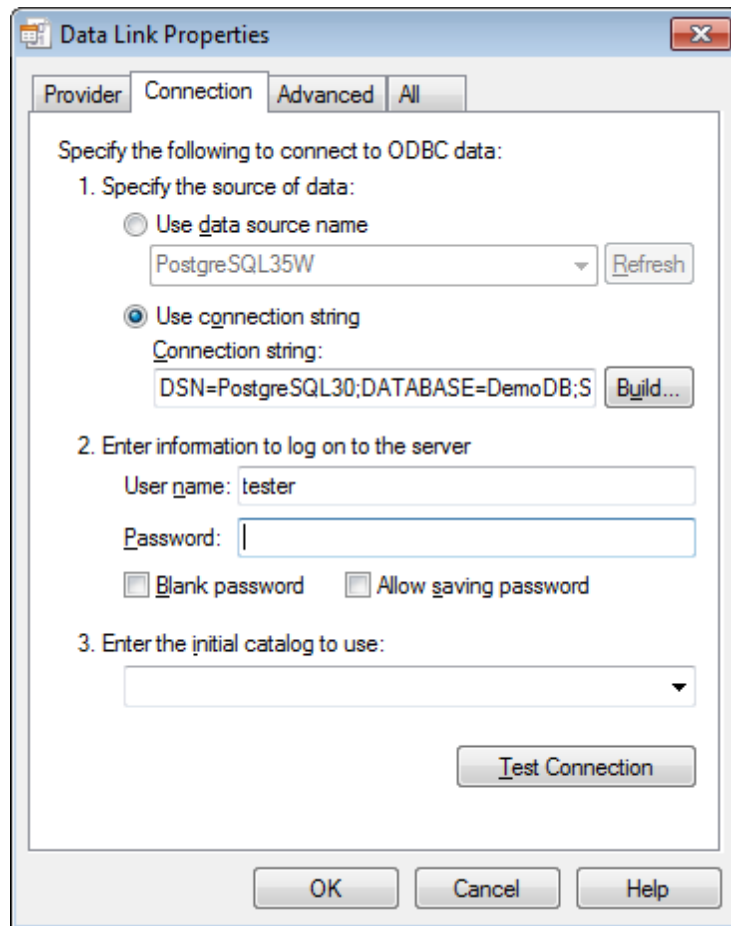 Data Link Properties
Provider Connection Advanced All
Specify the following to connect to ODBC data:
1. Specify the source of data:
Use data source name
PostgreSQL35W Refresh
Use connection string
Connection string:
DSN=PostgreSQL30;DATABASE=DemoDB;S Build...
2. Enter information to log on to the server
User name: tester
Password:
Blank password Allow saving password
3. Enter the initial catalog to use:
Test Connection
OK Cancel Help